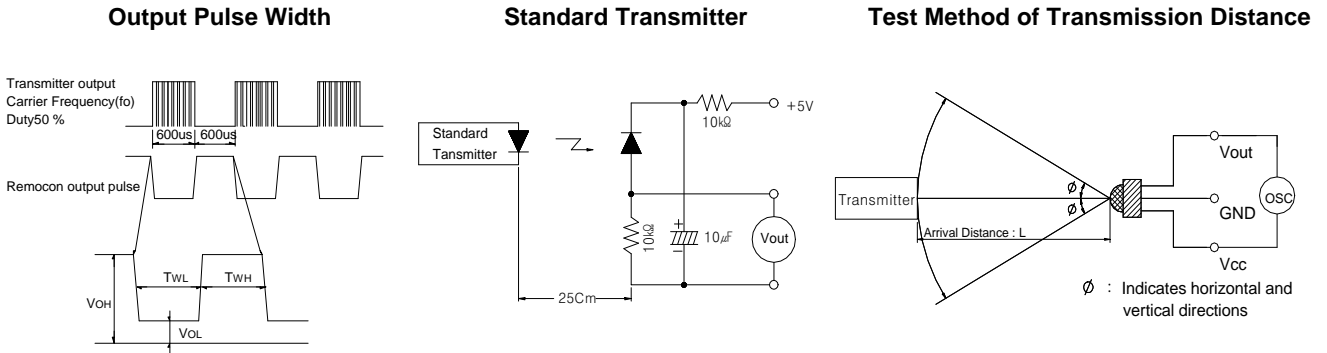 Output Pulse Width
Transmitter output
Carrier Frequency(fo)
Duty50 %
600us 600us
Remocon output pulse
TWL TWH
VOH
VOL
Standard Transmitter
10kΩ
+5V
Standard
Tansmitter
10kΩ
+
10μF
−
Vout
25Cm
Test Method of Transmission Distance
Transmitter
ϕ
ϕ
Arrival Distance : L
Vout
GND
OSC
Vcc
ϕ : Indicates horizontal and
vertical directions